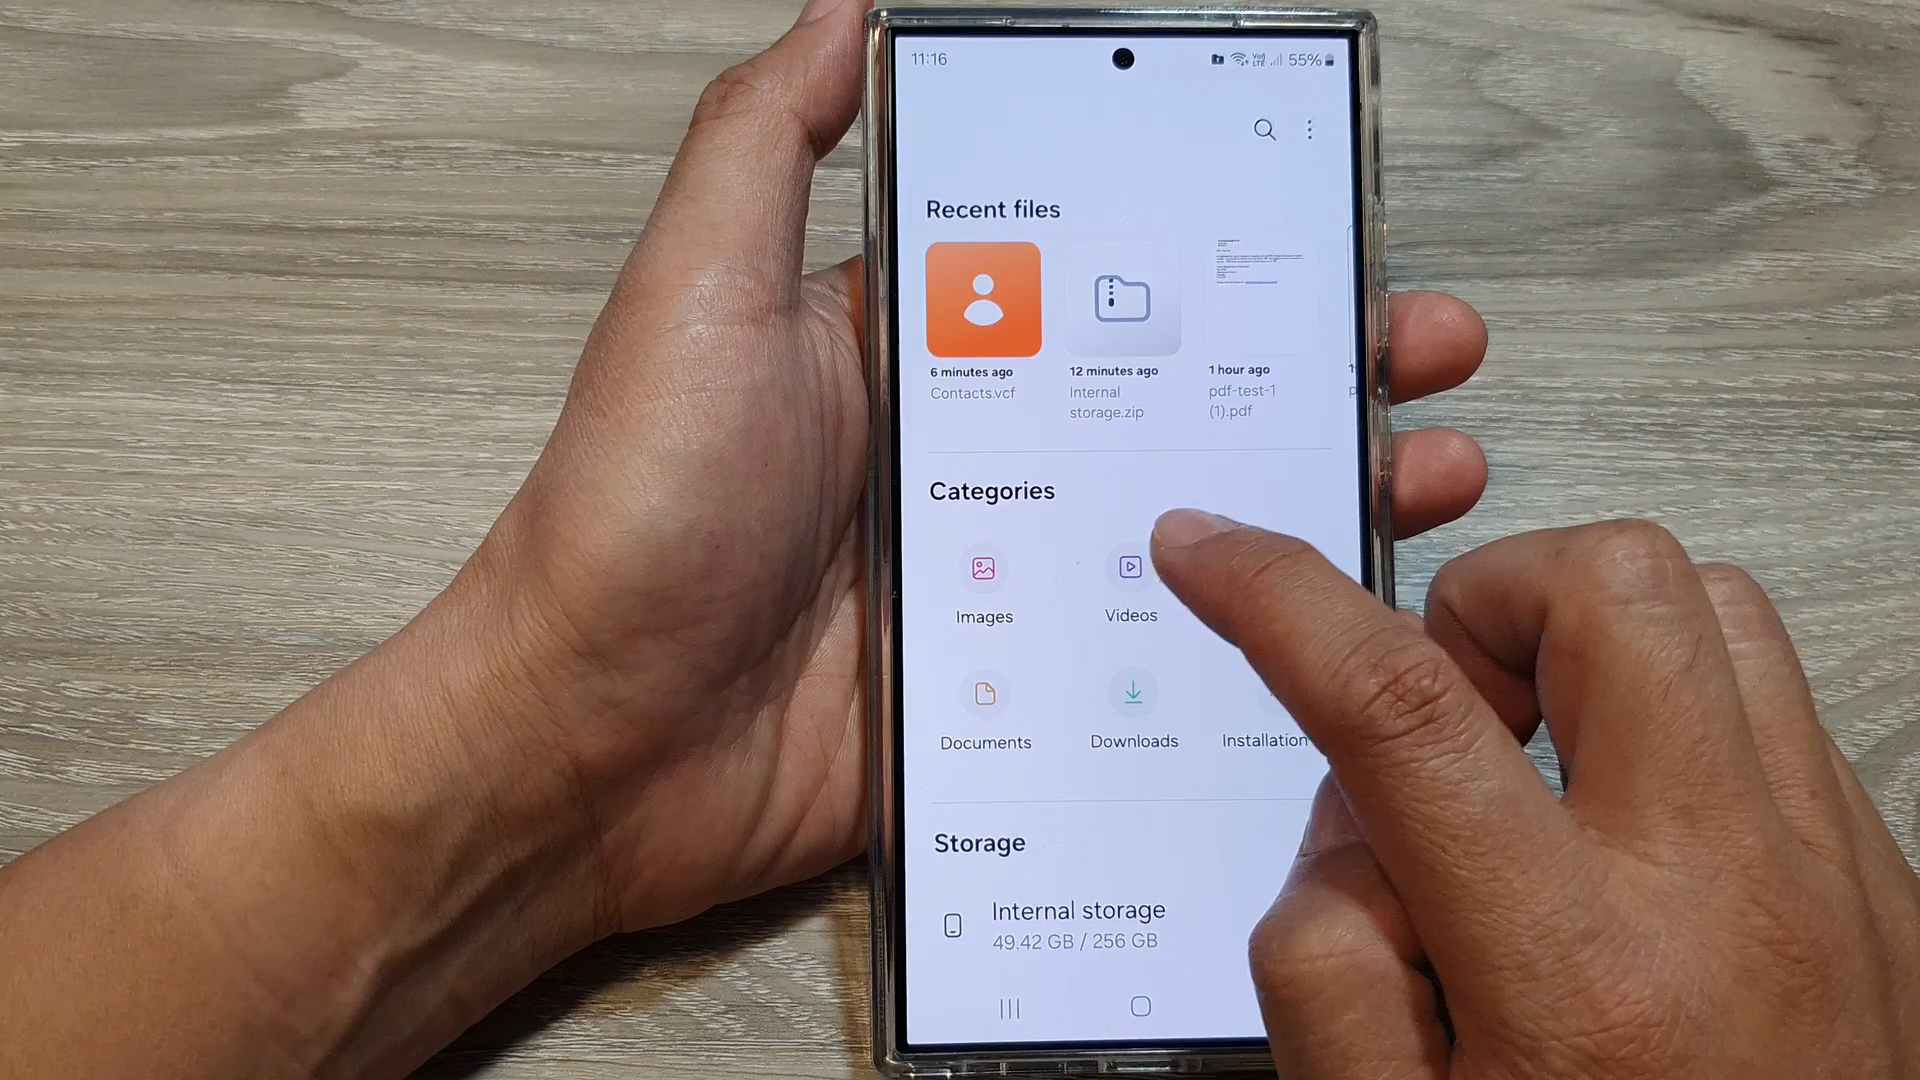 11:16
Vo)) LTE 55%
Recent files
6 minutes ago
Contacts.vcf
12 minutes ago
Internal
storage.zip
1 hour ago
pdf-test-1
(1).pdf
Categories
Images
Videos
Documents
Downloads
Installation
Storage
Internal storage
49.42 GB / 256 GB